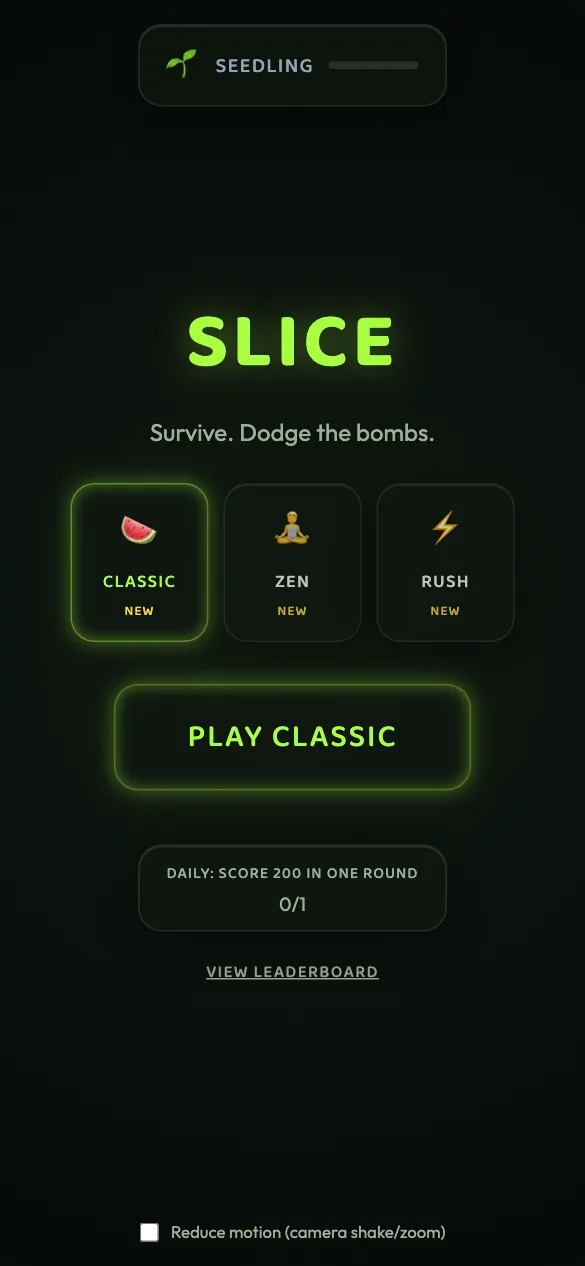 SEEDLING
SLICE
Survive. Dodge the bombs.
CLASSIC
NEW
ZEN
NEW
RUSH
NEW
PLAY CLASSIC
DAILY: SCORE 200 IN ONE ROUND
0/1
VIEW LEADERBOARD
Reduce motion (camera shake/zoom)